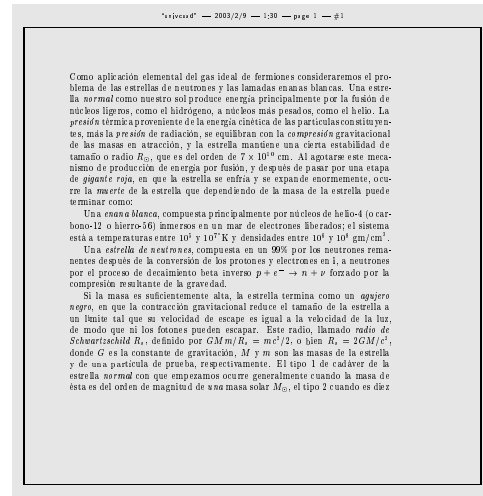 "sejvcuad" — 2003/2/9 — 1:30 — page 1 — #1
Como aplicación elemental del gas ideal de fermiones consideraremos el pro-
blema de las estrellas de neutrones y las lamadas enanas blancas. Una estre-
lla normal como nuestro sol produce energía principalmente por la fusión de
núcleos ligeros, como el hidrógeno, a núcleos más pesados, como el helio. La
presión térmica proveniente de la energía cinética de las partículas constituyen-
tes, más la presión de radiación, se equilibran con la compresión gravitacional
de las masas en atracción, y la estrella mantiene una cierta estabilidad de
tamaño o radio R☉, que es del orden de 7 × 10¹⁰ cm. Al agotarse este meca-
nismo de producción de energía por fusión, y después de pasar por una etapa
de gigante roja, en que la estrella se enfría y se expande enormemente, ocu-
rre la muerte de la estrella que dependiendo de la masa de la estrella puede
terminar como:
Una enana blanca, compuesta principalmente por núcleos de helio-4 (o car-
bono-12 o hierro-56) inmersos en un mar de electrones liberados; el sistema
está a temperaturas entre 10⁵ y 10⁷°K y densidades entre 10⁶ y 10⁸ gm/cm³.
Una estrella de neutrones, compuesta en un 99% por los neutrones rema-
nentes después de la conversión de los protones y electrones en i, a neutrones
por el proceso de decaimiento beta inverso p + e⁻ → n + ν forzado por la
compresión resultante de la gravedad.
Si la masa es suficientemente alta, la estrella termina como un agujero
negro, en que la contracción gravitacional reduce el tamaño de la estrella a
un límite tal que su velocidad de escape es igual a la velocidad de la luz,
de modo que ni los fotones pueden escapar. Este radio, llamado radio de
Schwartzschild Rₛ, definido por GMm/Rₛ = mc²/2, o bien Rₛ = 2GM/c²,
donde G es la constante de gravitación, M y m son las masas de la estrella
y de una partícula de prueba, respectivamente. El tipo 1 de cadáver de la
estrella normal con que empezamos ocurre generalmente cuando la masa de
ésta es del orden de magnitud de una masa solar M☉, el tipo 2 cuando es diez